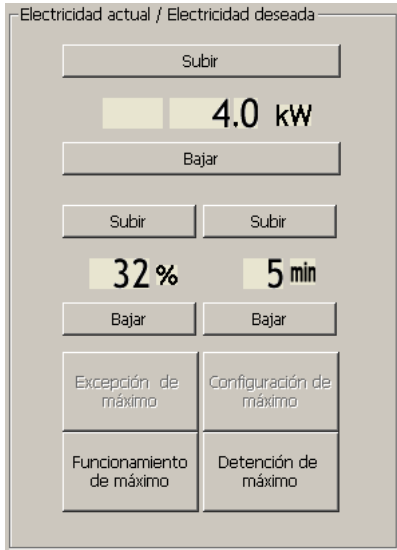 Electricidad actual / Electricidad deseada
Subir
4.0 kW
Bajar
Subir Subir
32 % 5 min
Bajar Bajar
Excepción de Configuración de
máximo máximo
Funcionamiento Detención de
de máximo máximo